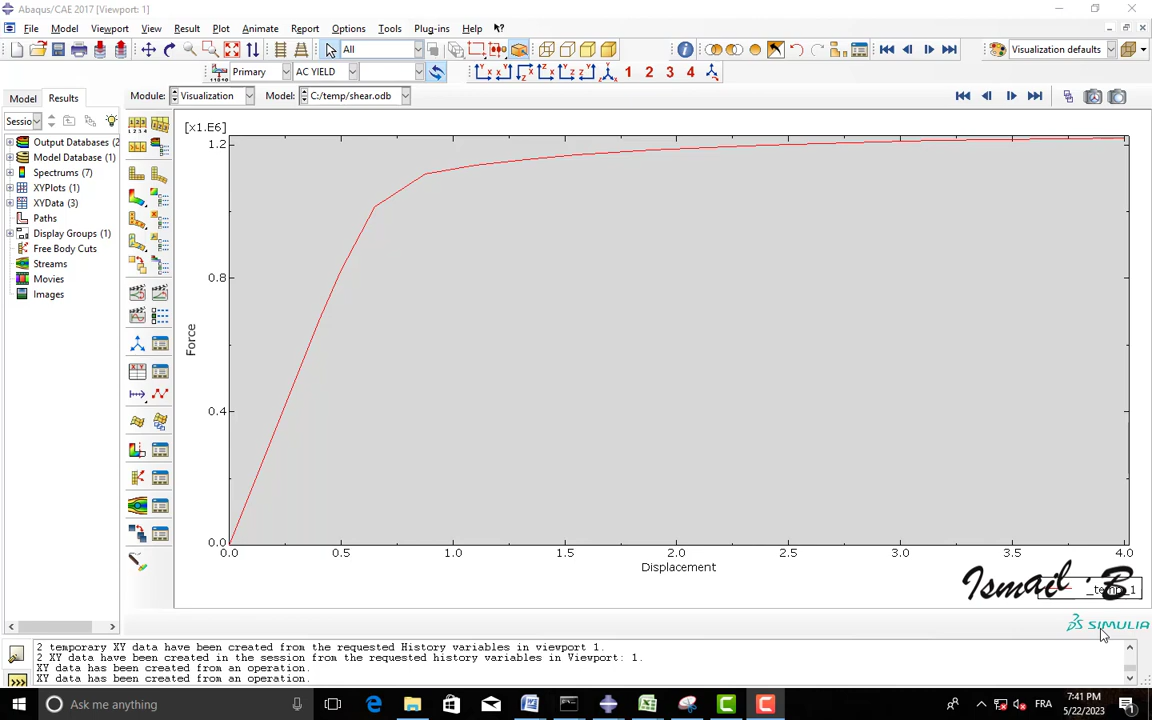 Abaqus/CAE 2017 [Viewport: 1]
File Model Viewport View Result Plot Animate Report Options Tools Plug-ins Help
All Visualization defaults
Primary AC YIELD 1 2 3 4
Model Results Module: Visualization Model: C:/temp/shear.odb
Sessio
Output Databases (2
Model Database (1)
Spectrums (7)
XYPlots (1)
XYData (3)
Paths
Display Groups (1)
Free Body Cuts
Streams
Movies
Images
[x1.E6]
1.2
0.8
0.4
0.0
Force
0.0 0.5 1.0 1.5 2.0 2.5 3.0 3.5 4.0
Displacement
Ismail · B
SIMULIA
2 temporary XY data have been created from the requested History variables in viewport 1.
2 XY data have been created in the session from the requested history variables in Viewport: 1.
XY data has been created from an operation.
XY data has been created from an operation.
Ask me anything
FRA
7:41 PM
5/22/2023